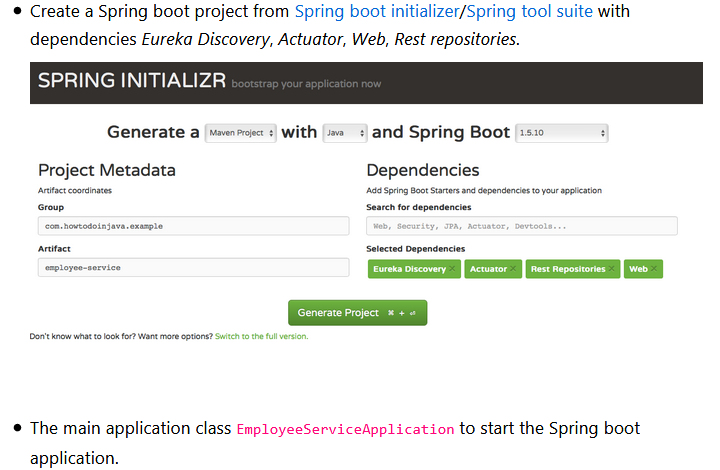 • Create a Spring boot project from Spring boot initializer/Spring tool suite with
dependencies Eureka Discovery, Actuator, Web, Rest repositories.
SPRING INITIALIZR bootstrap your application now
Generate a Maven Project with Java and Spring Boot 1.5.10
Project Metadata
Artifact coordinates
Group
com.howtodoinjava.example
Artifact
employee-service
Dependencies
Add Spring Boot Starters and dependencies to your application
Search for dependencies
Web, Security, JPA, Actuator, Devtools...
Selected Dependencies
Eureka Discovery × Actuator × Rest Repositories × Web ×
Generate Project ⌘ + ⏎
Don't know what to look for? Want more options? Switch to the full version.
• The main application class EmployeeServiceApplication to start the Spring boot
application.